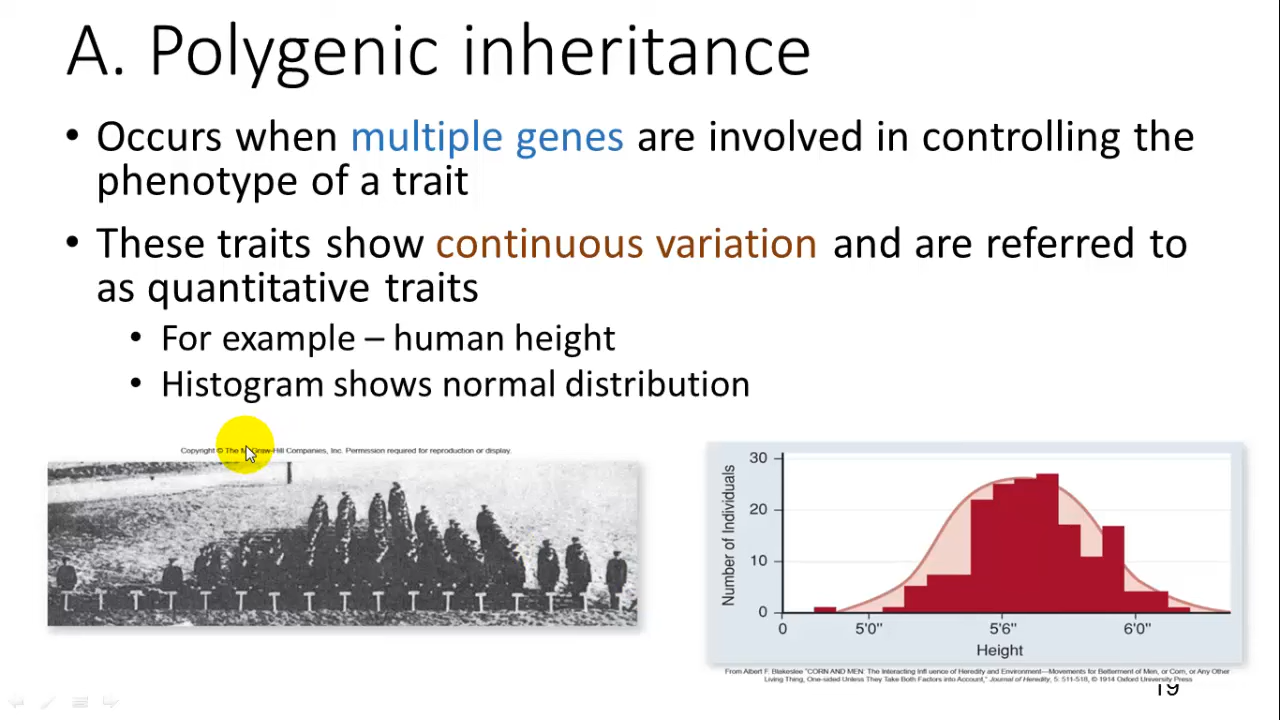 A. Polygenic inheritance
• Occurs when multiple genes are involved in controlling the
phenotype of a trait
• These traits show continuous variation and are referred to
as quantitative traits
• For example – human height
• Histogram shows normal distribution
Copyright © The McGraw-Hill Companies, Inc. Permission required for reproduction or display.
Number of Individuals
30
20
10
0
0 5'0" 5'6" 6'0"
Height
From Albert F. Blakeslee "CORN AND MEN: The Interacting Infl uence of Heredity and Environment—Movements for Betterment of Men, or Corn, or Any Other
Living Thing, One-sided Unless They Take Both Factors into Account," Journal of Heredity, 5: 511-518, © 1914 Oxford University Press
19